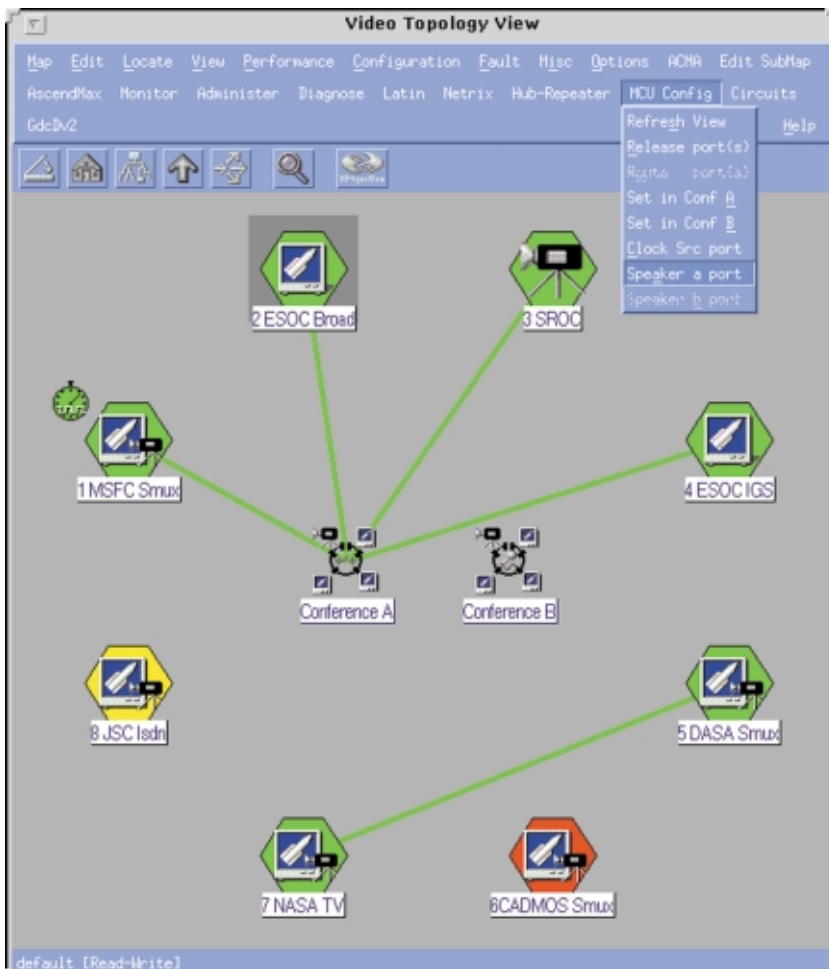 Video Topology View
Map Edit Locate View Performance Configuration Fault Misc Options ACMA Edit SubMap
AscendMax Monitor Administer Diagnose Latin Netrix Hub-Repeater MCU Config Circuits
GdcDv2 Help
Refresh View
Release port(s)
Route port(s)
Set in Conf A
Set in Conf B
Clock Src port
Speaker a port
Speaker b port
2 ESOC Broad
3 SROC
1 MSFC Smux
4 ESOC IGS
Conference A
Conference B
8 JSC Isdn
5 DASA Smux
7 NASA TV
6CADMOS Smux
default [Read-Write]